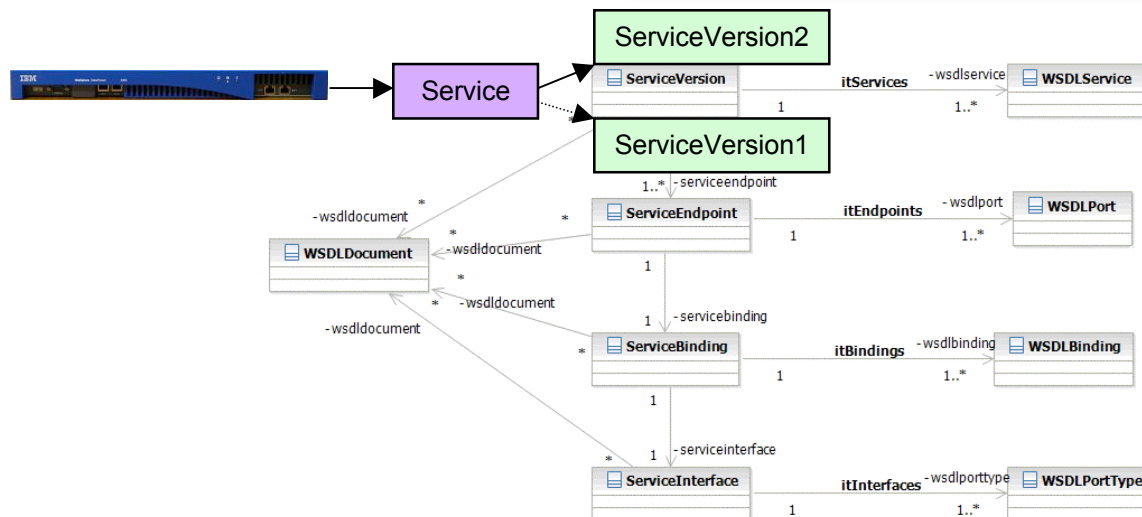 ServiceVersion2
IBM
Service
ServiceVersion
itServices
-wsdlservice
WSDLService
1
1..*
*
ServiceVersion1
1..*
-serviceendpoint
*
-wsdldocument
*
ServiceEndpoint
itEndpoints
-wsdlport
WSDLPort
1
1..*
*
-wsdldocument
WSDLDocument
1
*
*
-wsdldocument
-wsdldocument
1
-servicebinding
*
ServiceBinding
itBindings
-wsdlbinding
WSDLBinding
1
1..*
1
1
-serviceinterface
*
ServiceInterface
itInterfaces
-wsdlporttype
WSDLPortType
1
1..*